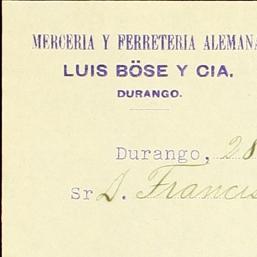 MERCERIA Y FERRETERIA ALEMANA
LUIS BÖSE Y CIA.
DURANGO.
Durango, 28
Sr D. Francis